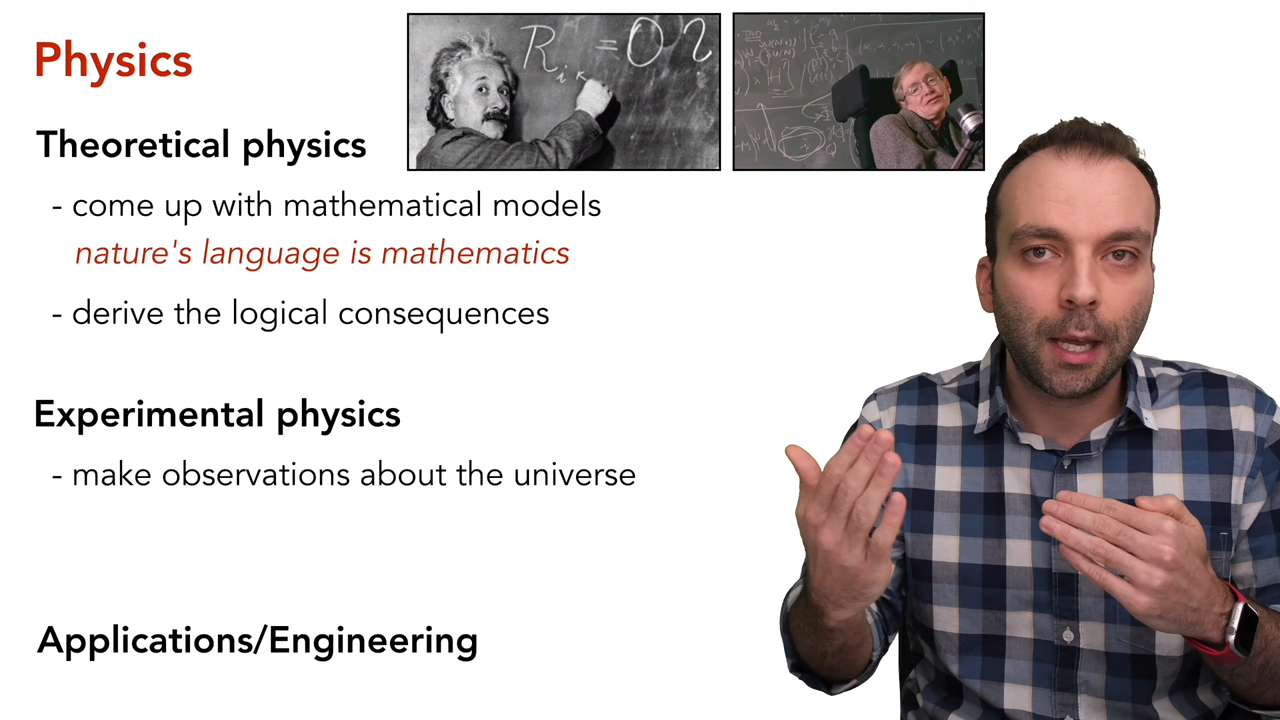 Physics
Theoretical physics
- come up with mathematical models
nature's language is mathematics
- derive the logical consequences
Experimental physics
- make observations about the universe
Applications/Engineering